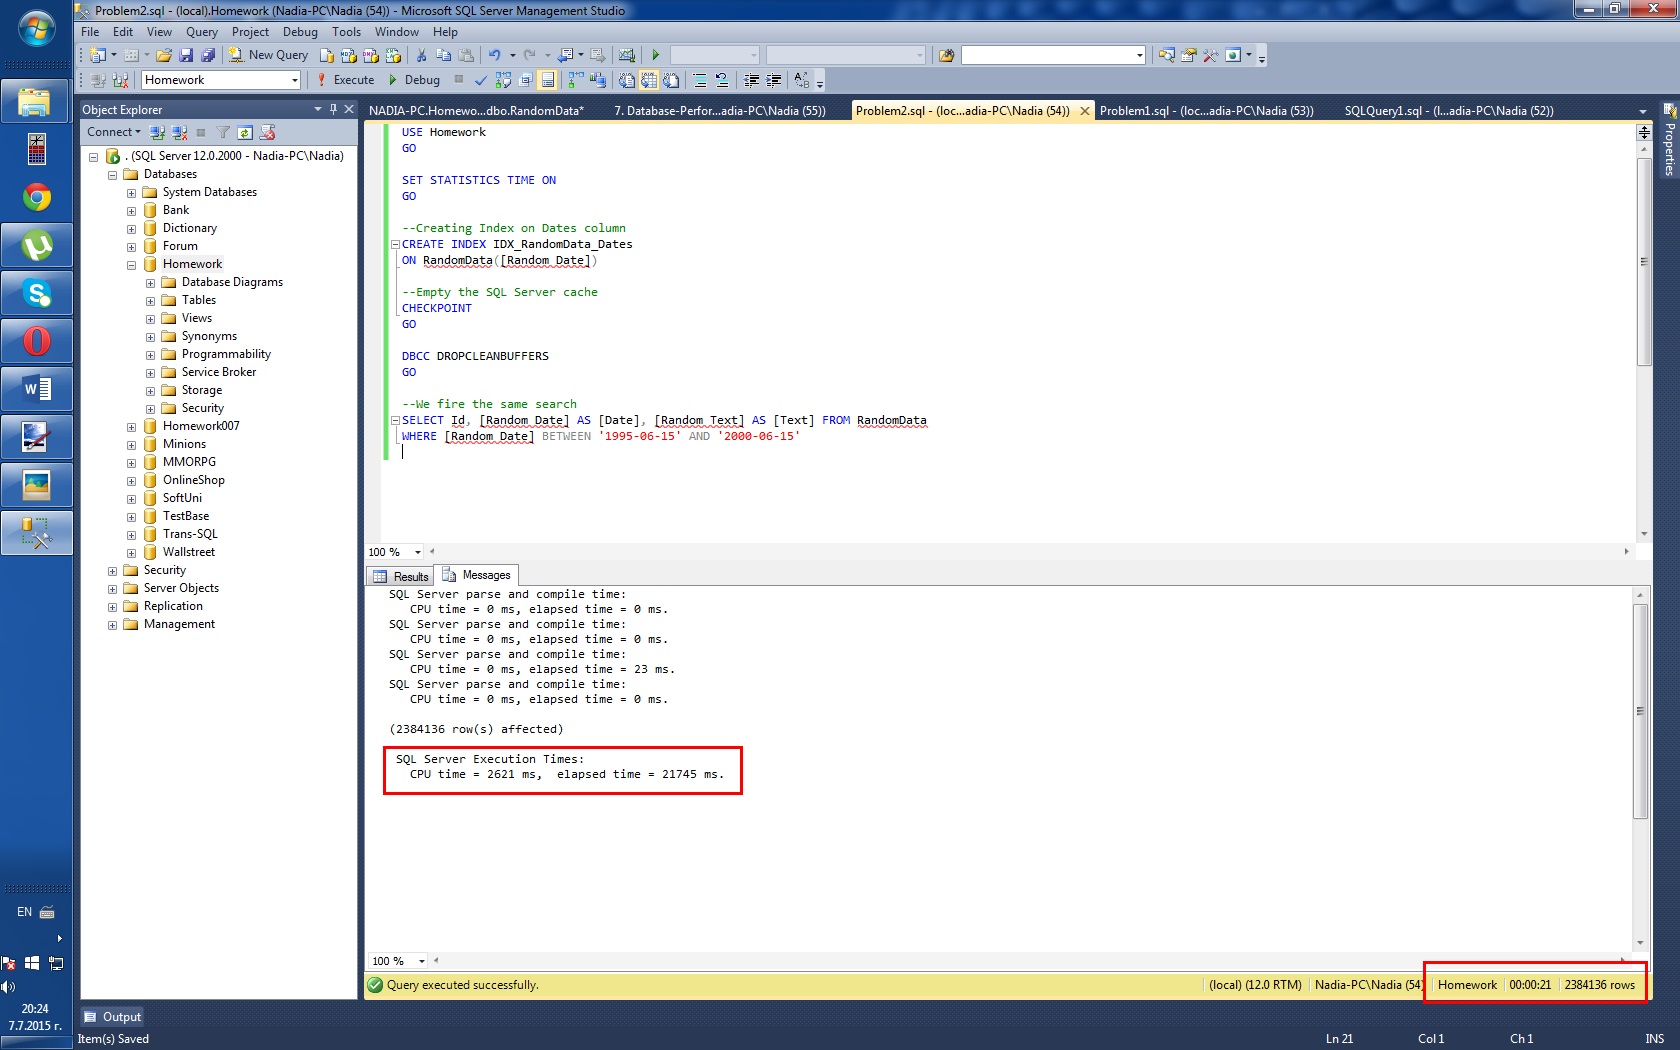 Problem2.sql - (local).Homework (Nadia-PC\Nadia (54)) - Microsoft SQL Server Management Studio
File Edit View Query Project Debug Tools Window Help
New Query
Homework Execute Debug
Object Explorer
Connect
. (SQL Server 12.0.2000 - Nadia-PC\Nadia)
Databases
System Databases
Bank
Dictionary
Forum
Homework
Database Diagrams
Tables
Views
Synonyms
Programmability
Service Broker
Storage
Security
Homework007
Minions
MMORPG
OnlineShop
SoftUni
TestBase
Trans-SQL
Wallstreet
Security
Server Objects
Replication
Management
NADIA-PC.Homewo...dbo.RandomData* 7. Database-Perfor...adia-PC\Nadia (55)) Problem2.sql - (loc...adia-PC\Nadia (54)) Problem1.sql - (loc...adia-PC\Nadia (53)) SQLQuery1.sql - (l...adia-PC\Nadia (52))
Properties
USE Homework
GO
SET STATISTICS TIME ON
GO
--Creating Index on Dates column
CREATE INDEX IDX_RandomData_Dates
ON RandomData([Random_Date])
--Empty the SQL Server cache
CHECKPOINT
GO
DBCC DROPCLEANBUFFERS
GO
--We fire the same search
SELECT Id, [Random_Date] AS [Date], [Random_Text] AS [Text] FROM RandomData
WHERE [Random_Date] BETWEEN '1995-06-15' AND '2000-06-15'
100 %
Results Messages
SQL Server parse and compile time:
CPU time = 0 ms, elapsed time = 0 ms.
SQL Server parse and compile time:
CPU time = 0 ms, elapsed time = 0 ms.
SQL Server parse and compile time:
CPU time = 0 ms, elapsed time = 23 ms.
SQL Server parse and compile time:
CPU time = 0 ms, elapsed time = 0 ms.
(2384136 row(s) affected)
SQL Server Execution Times:
CPU time = 2621 ms, elapsed time = 21745 ms.
100 %
Query executed successfully. (local) (12.0 RTM) Nadia-PC\Nadia (54) Homework 00:00:21 2384136 rows
Output
Item(s) Saved Ln 21 Col 1 Ch 1 INS
EN
20:24
7.7.2015 г.